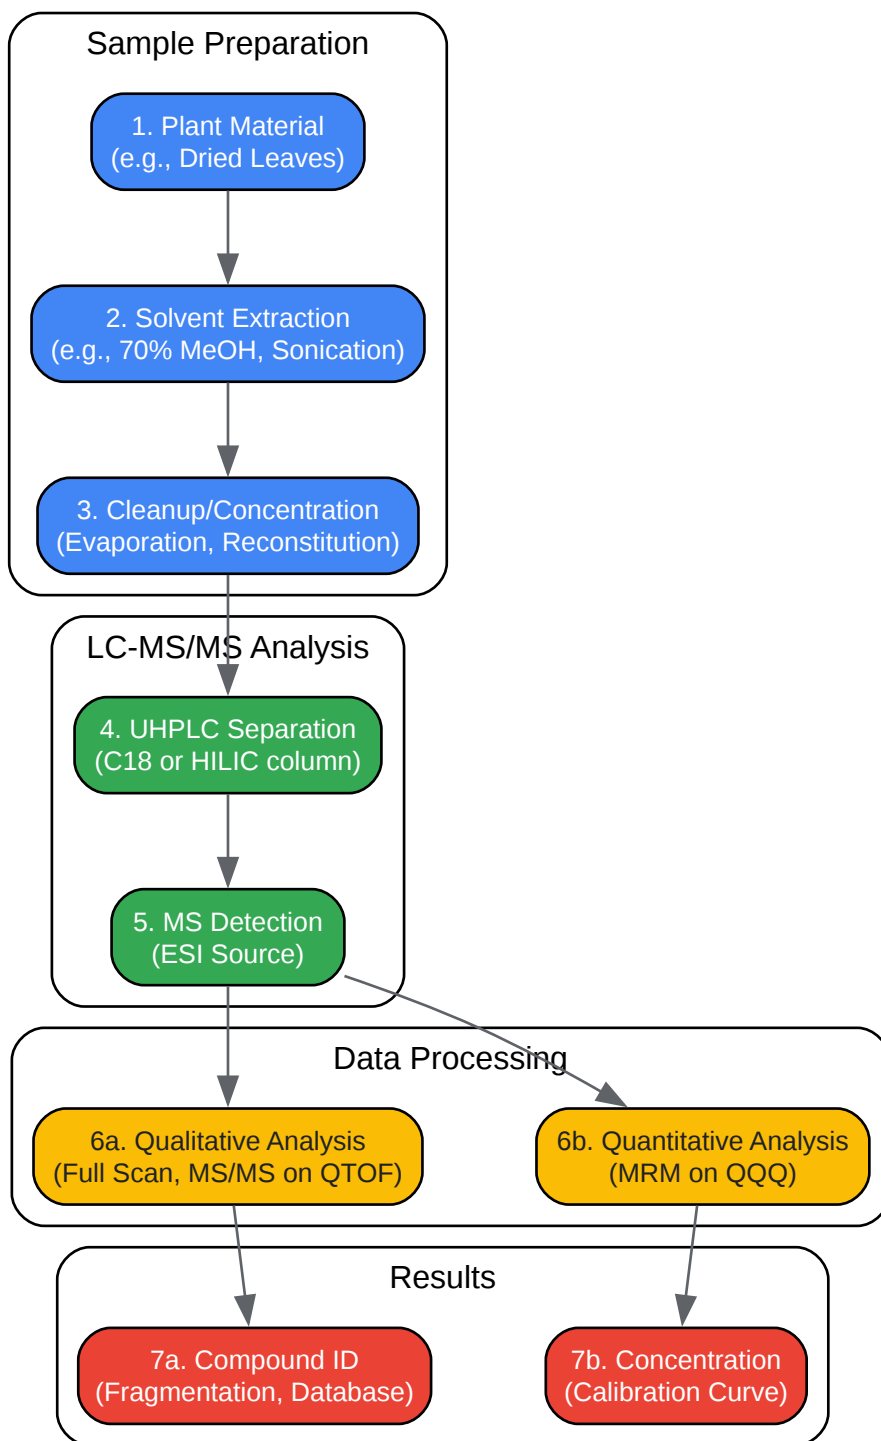 Sample Preparation
1. Plant Material
(e.g., Dried Leaves)
2. Solvent Extraction
(e.g., 70% MeOH, Sonication)
3. Cleanup/Concentration
(Evaporation, Reconstitution)
LC-MS/MS Analysis
4. UHPLC Separation
(C18 or HILIC column)
5. MS Detection
(ESI Source)
Data Processing
6a. Qualitative Analysis
(Full Scan, MS/MS on QTOF)
6b. Quantitative Analysis
(MRM on QQQ)
Results
7a. Compound ID
(Fragmentation, Database)
7b. Concentration
(Calibration Curve)